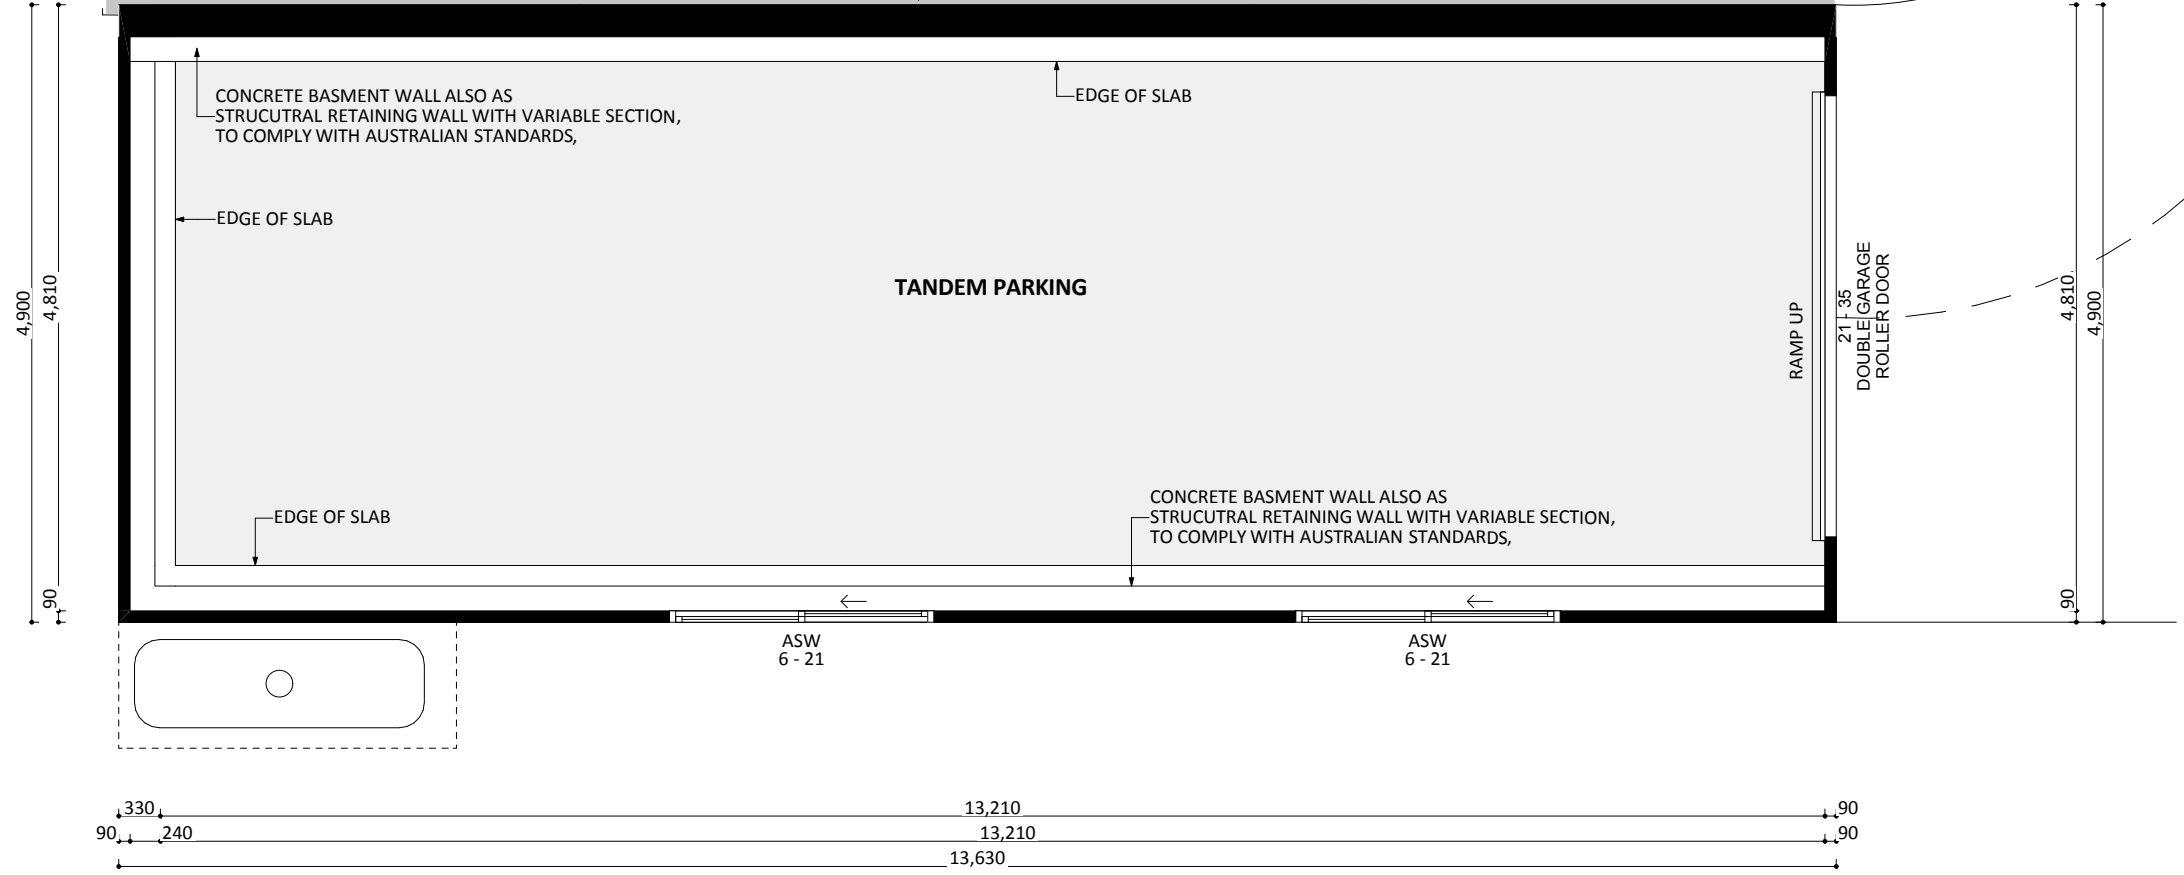 CONCRETE BASMENT WALL ALSO AS
STRUCUTRAL RETAINING WALL WITH VARIABLE SECTION,
TO COMPLY WITH AUSTRALIAN STANDARDS,
EDGE OF SLAB
EDGE OF SLAB
TANDEM PARKING
4,900
4,810
90
RAMP UP
21 - 35
DOUBLE GARAGE
ROLLER DOOR
4,810
4,900
90
EDGE OF SLAB
CONCRETE BASMENT WALL ALSO AS
STRUCUTRAL RETAINING WALL WITH VARIABLE SECTION,
TO COMPLY WITH AUSTRALIAN STANDARDS,
ASW
6 - 21
ASW
6 - 21
330 13,210 90
90 240 13,210 90
13,630